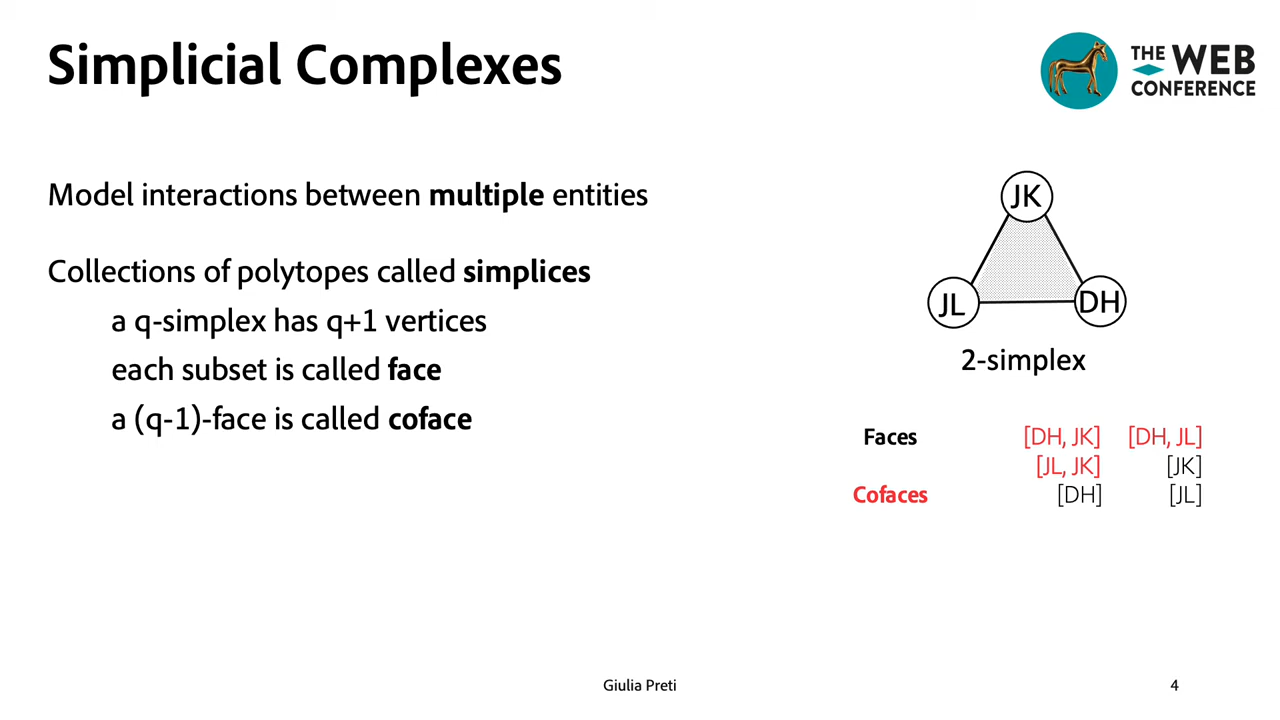 Simplicial Complexes
THE WEB
CONFERENCE
Model interactions between multiple entities
Collections of polytopes called simplices
a q-simplex has q+1 vertices
each subset is called face
a (q-1)-face is called coface
JK
JL
DH
2-simplex
Faces [DH, JK] [DH, JL]
[JL, JK] [JK]
Cofaces [DH] [JL]
Giulia Preti
4